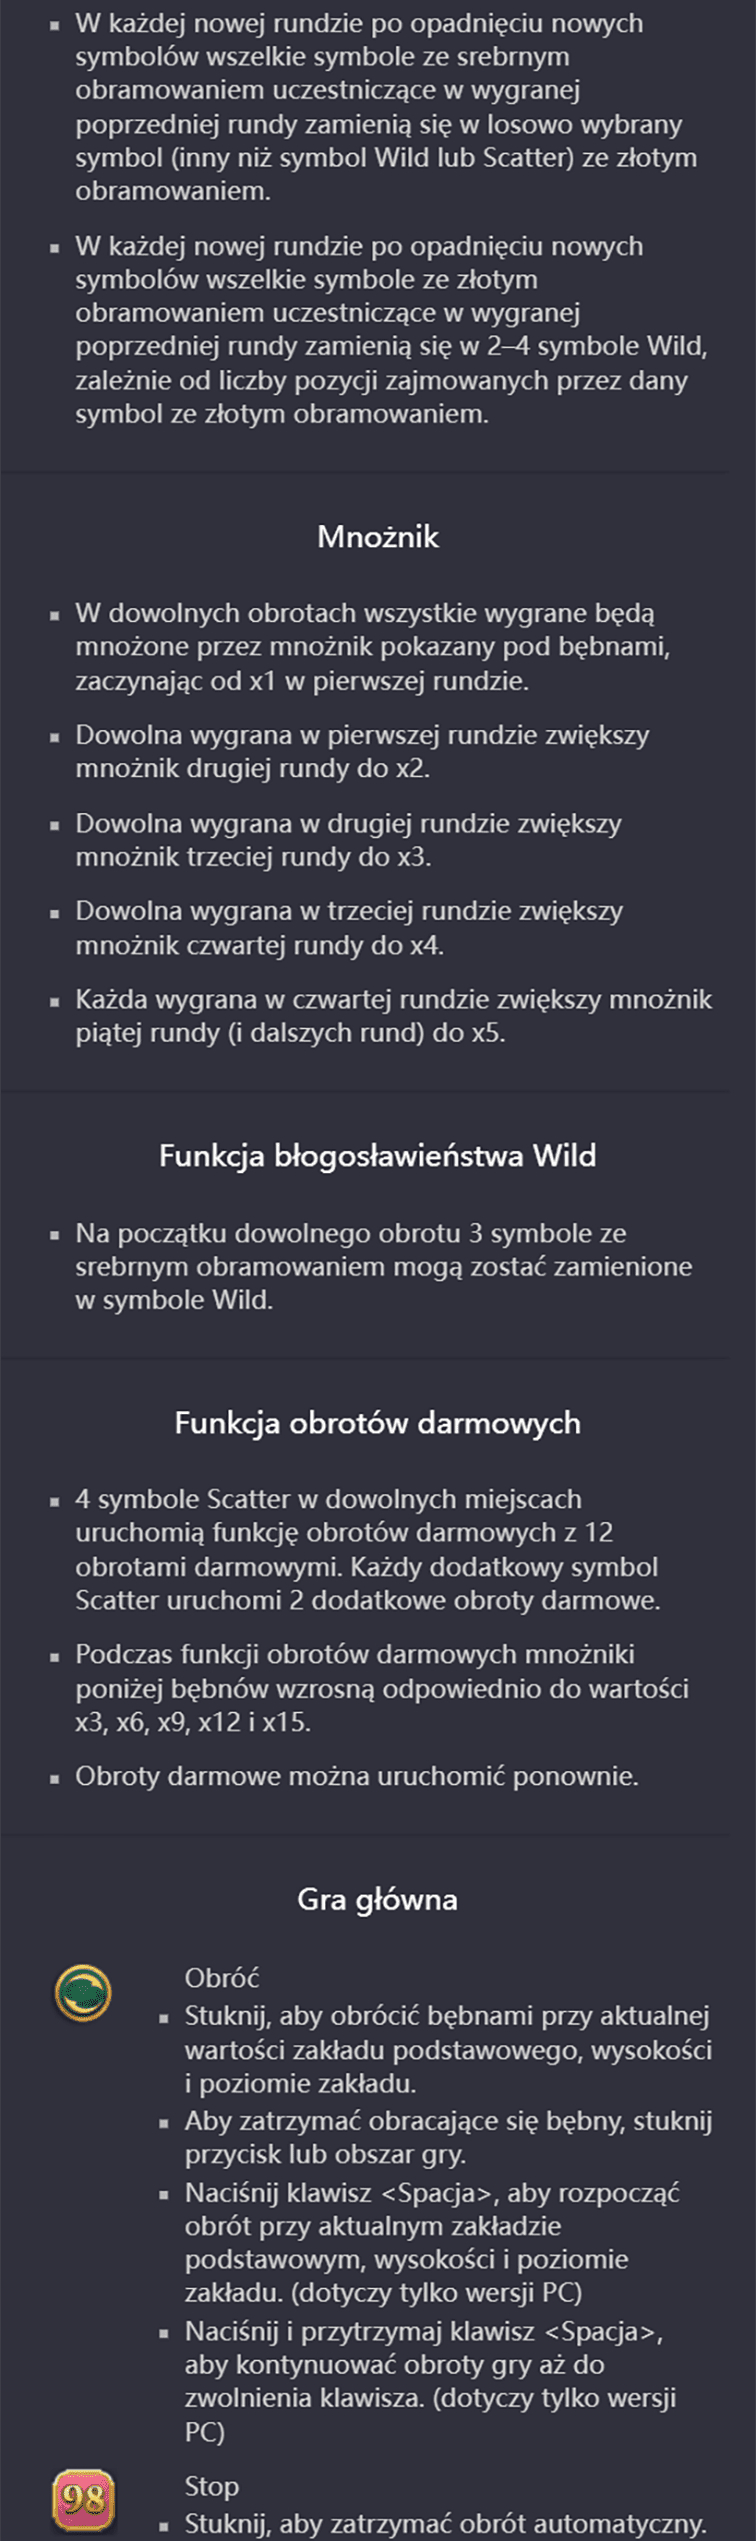 ▪ W każdej nowej rundzie po opadnięciu nowych
symbolów wszelkie symbole ze srebrnym
obramowaniem uczestniczące w wygranej
poprzedniej rundy zamienią się w losowo wybrany
symbol (inny niż symbol Wild lub Scatter) ze złotym
obramowaniem.
▪ W każdej nowej rundzie po opadnięciu nowych
symbolów wszelkie symbole ze złotym
obramowaniem uczestniczące w wygranej
poprzedniej rundy zamienią się w 2–4 symbole Wild,
zależnie od liczby pozycji zajmowanych przez dany
symbol ze złotym obramowaniem.
Mnożnik
▪ W dowolnych obrotach wszystkie wygrane będą
mnożone przez mnożnik pokazany pod bębnami,
zaczynając od x1 w pierwszej rundzie.
▪ Dowolna wygrana w pierwszej rundzie zwiększy
mnożnik drugiej rundy do x2.
▪ Dowolna wygrana w drugiej rundzie zwiększy
mnożnik trzeciej rundy do x3.
▪ Dowolna wygrana w trzeciej rundzie zwiększy
mnożnik czwartej rundy do x4.
▪ Każda wygrana w czwartej rundzie zwiększy mnożnik
piątej rundy (i dalszych rund) do x5.
Funkcja błogosławieństwa Wild
▪ Na początku dowolnego obrotu 3 symbole ze
srebrnym obramowaniem mogą zostać zamienione
w symbole Wild.
Funkcja obrotów darmowych
▪ 4 symbole Scatter w dowolnych miejscach
uruchomią funkcję obrotów darmowych z 12
obrotami darmowymi. Każdy dodatkowy symbol
Scatter uruchomi 2 dodatkowe obroty darmowe.
▪ Podczas funkcji obrotów darmowych mnożniki
poniżej bębnów wzrosną odpowiednio do wartości
x3, x6, x9, x12 i x15.
▪ Obroty darmowe można uruchomić ponownie.
Gra główna
Obróć
▪ Stuknij, aby obrócić bębnami przy aktualnej
wartości zakładu podstawowego, wysokości
i poziomie zakładu.
▪ Aby zatrzymać obracające się bębny, stuknij
przycisk lub obszar gry.
▪ Naciśnij klawisz <Spacja>, aby rozpocząć
obrót przy aktualnym zakładzie
podstawowym, wysokości i poziomie
zakładu. (dotyczy tylko wersji PC)
▪ Naciśnij i przytrzymaj klawisz <Spacja>,
aby kontynuować obroty gry aż do
zwolnienia klawisza. (dotyczy tylko wersji
PC)
98
Stop
▪ Stuknij, aby zatrzymać obrót automatyczny.